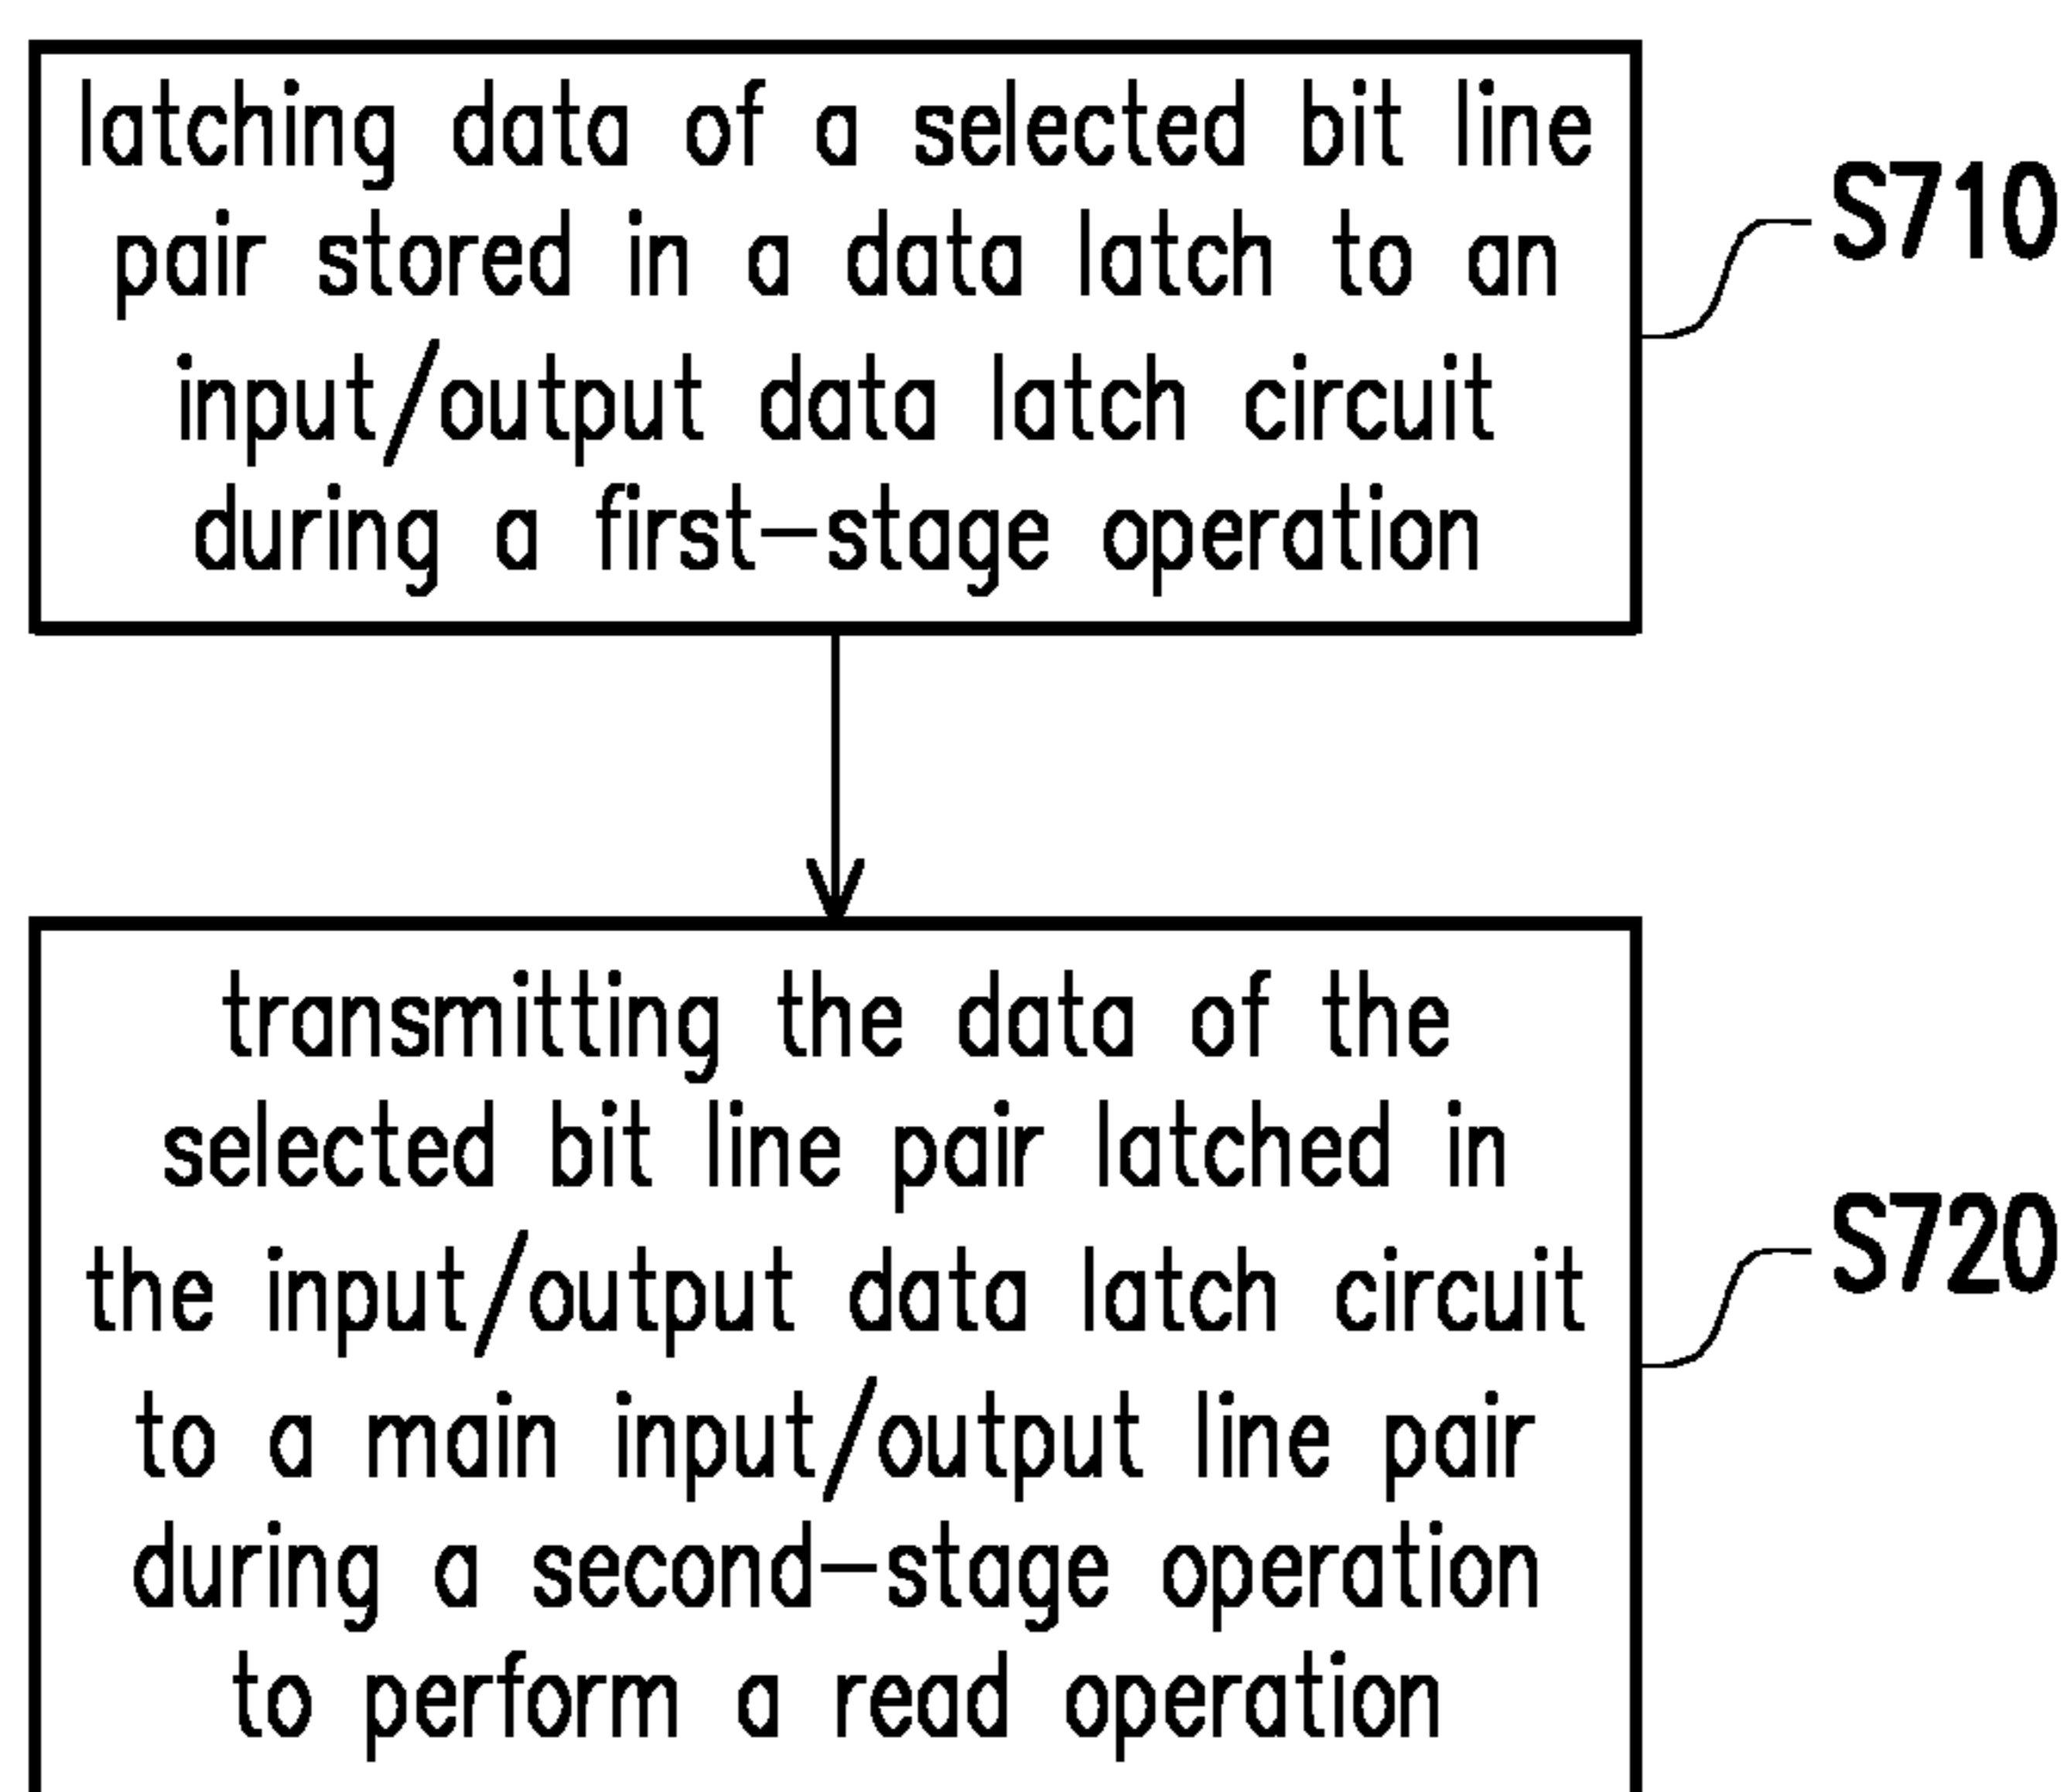 latching data of a selected bit line
pair stored in a data latch to an
input/output data latch circuit
during a first-stage operation
S710
transmitting the data of the
selected bit line pair latched in
the input/output data latch circuit
to a main input/output line pair
during a second-stage operation
to perform a read operation
S720